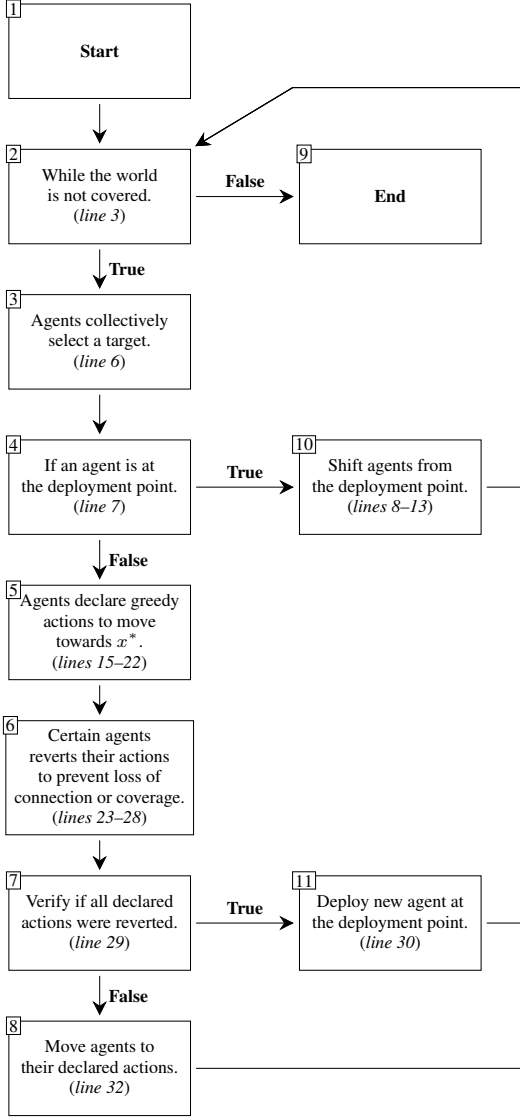 1
Start
2
While the world
is not covered.
(line 3)
False
9
End
True
3
Agents collectively
select a target.
(line 6)
4
If an agent is at
the deployment point.
(line 7)
True
10
Shift agents from
the deployment point.
(lines 8–13)
False
5
Agents declare greedy
actions to move
towards x*.
(lines 15–22)
6
Certain agents
reverts their actions
to prevent loss of
connection or coverage.
(lines 23–28)
7
Verify if all declared
actions were reverted.
(line 29)
True
11
Deploy new agent at
the deployment point.
(line 30)
False
8
Move agents to
their declared actions.
(line 32)